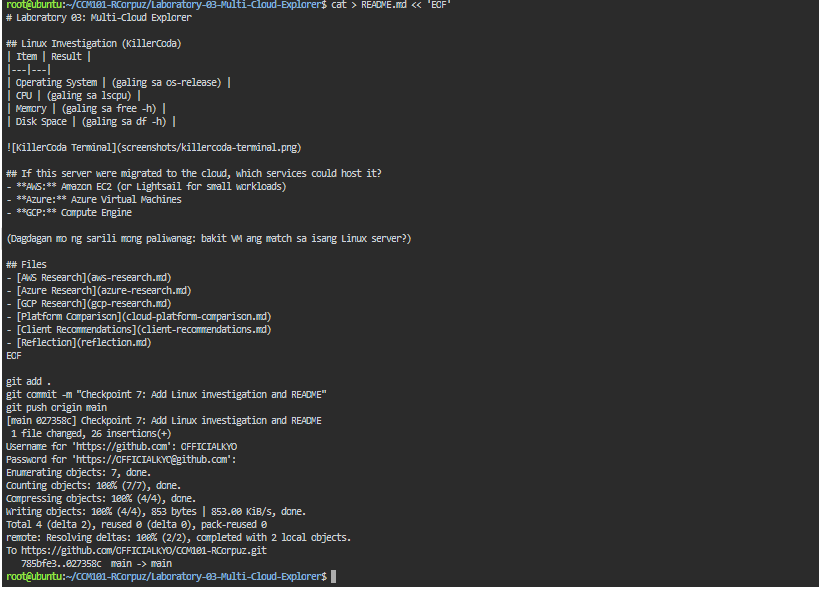 root@ubuntu:~/CCM101-RCorpuz/Laboratory-03-Multi-Cloud-Explorer$ cat > README.md << 'EOF'
# Laboratory 03: Multi-Cloud Explorer
## Linux Investigation (KillerCoda)
| Item | Result |
|---|---|
| Operating System | (galing sa os-release) |
| CPU | (galing sa lscpu) |
| Memory | (galing sa free -h) |
| Disk Space | (galing sa df -h) |
![KillerCoda Terminal](screenshots/killercoda-terminal.png)
## If this server were migrated to the cloud, which services could host it?
- **AWS:** Amazon EC2 (or Lightsail for small workloads)
- **Azure:** Azure Virtual Machines
- **GCP:** Compute Engine
(Dagdagan mo ng sarili mong paliwanag: bakit VM ang match sa isang Linux server?)
## Files
- [AWS Research](aws-research.md)
- [Azure Research](azure-research.md)
- [GCP Research](gcp-research.md)
- [Platform Comparison](cloud-platform-comparison.md)
- [Client Recommendations](client-recommendations.md)
- [Reflection](reflection.md)
EOF
git add .
git commit -m "Checkpoint 7: Add Linux investigation and README"
git push origin main
[main 027358c] Checkpoint 7: Add Linux investigation and README
1 file changed, 26 insertions(+)
Username for 'https://github.com': OFFICIALKYO
Password for 'https://OFFICIALKYO@github.com':
Enumerating objects: 7, done.
Counting objects: 100% (7/7), done.
Compressing objects: 100% (4/4), done.
Writing objects: 100% (4/4), 853 bytes | 853.00 KiB/s, done.
Total 4 (delta 2), reused 0 (delta 0), pack-reused 0
remote: Resolving deltas: 100% (2/2), completed with 2 local objects.
To https://github.com/OFFICIALKYO/CCM101-RCorpuz.git
785bfe3..027358c main -> main
root@ubuntu:~/CCM101-RCorpuz/Laboratory-03-Multi-Cloud-Explorer$